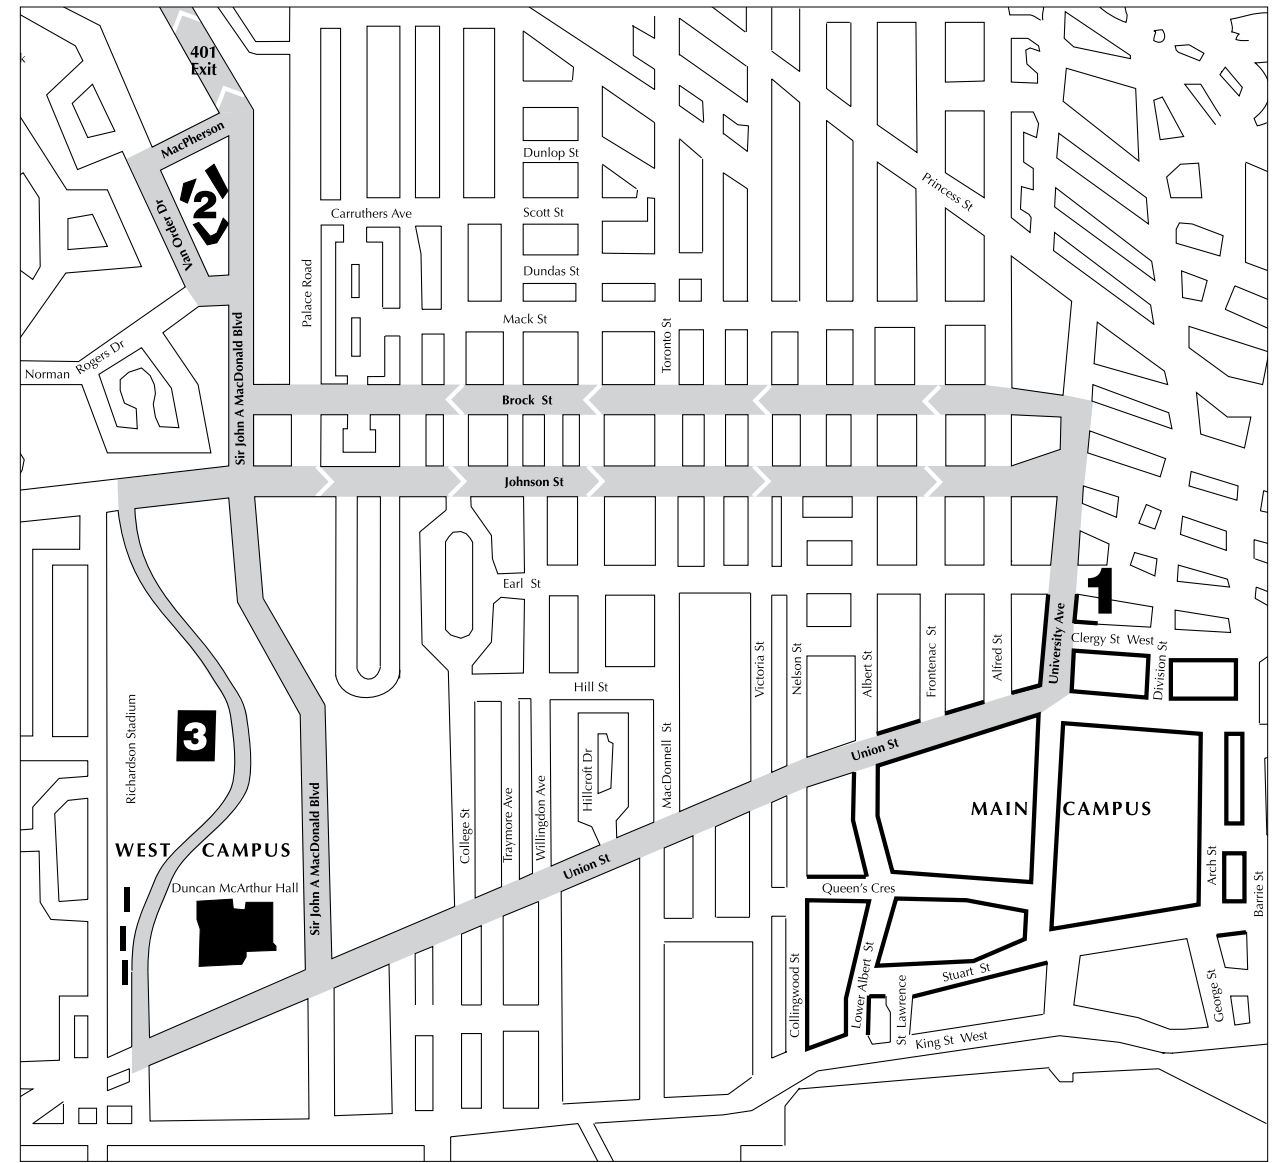 401
Exit
MacPherson
2
Van Order Dr
Dunlop St
Princess St
Carruthers Ave
Scott St
Palace Road
Dundas St
Mack St
Toronto St
Norman Rogers Dr
Sir John A MacDonald Blvd
Brock St
Johnson St
Earl St
1
University Ave
Clergy St West
Division St
Victoria St
Nelson St
Albert St
Frontenac St
Alfred St
Hill St
Richardson Stadium
3
Union St
MacDonnell St
Hillcroft Dr
Willingdon Ave
Traymore Ave
College St
Sir John A MacDonald Blvd
MAIN CAMPUS
WEST CAMPUS
Union St
Duncan McArthur Hall
Queen's Cres
Arch St
Barrie St
Collingwood St
Lower Albert St
St Lawrence
Stuart St
George St
King St West